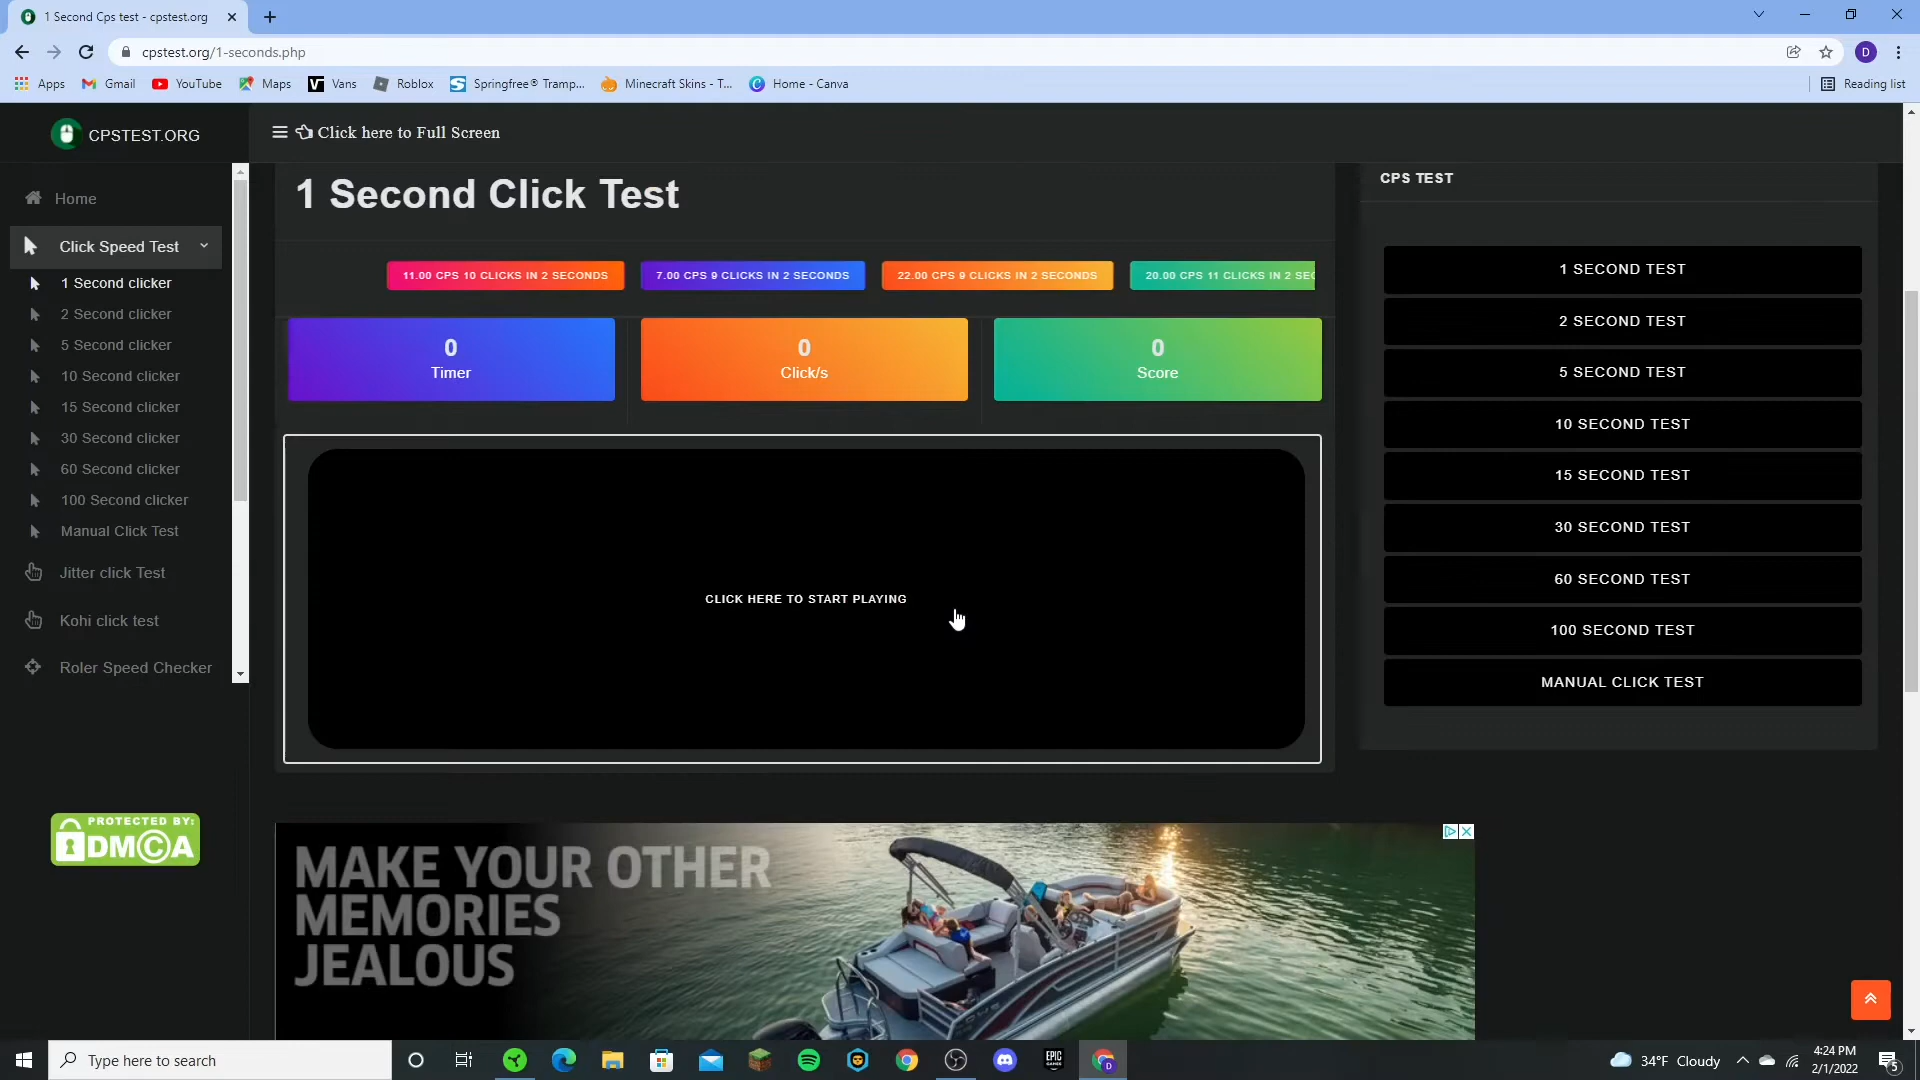 1 Second Cps test - cpstest.org
cpstest.org/1-seconds.php
D
Apps
Gmail
YouTube
Maps
Vans
Roblox
Springfree® Tramp...
Minecraft Skins - T...
Home - Canva
Reading list
CPSTEST.ORG
Click here to Full Screen
Home
Click Speed Test
1 Second clicker
2 Second clicker
5 Second clicker
10 Second clicker
15 Second clicker
30 Second clicker
60 Second clicker
100 Second clicker
Manual Click Test
Jitter click Test
Kohi click test
Roler Speed Checker
PROTECTED BY:
DMCA
1 Second Click Test
11.00 CPS 10 CLICKS IN 2 SECONDS
7.00 CPS 9 CLICKS IN 2 SECONDS
22.00 CPS 9 CLICKS IN 2 SECONDS
20.00 CPS 11 CLICKS IN 2 SEC
0
Timer
0
Click/s
0
Score
CLICK HERE TO START PLAYING
CPS TEST
1 SECOND TEST
2 SECOND TEST
5 SECOND TEST
10 SECOND TEST
15 SECOND TEST
30 SECOND TEST
60 SECOND TEST
100 SECOND TEST
MANUAL CLICK TEST
MAKE YOUR OTHER
MEMORIES
JEALOUS
Type here to search
EPIC
GAMES
D
34°F Cloudy
4:24 PM
2/1/2022
5